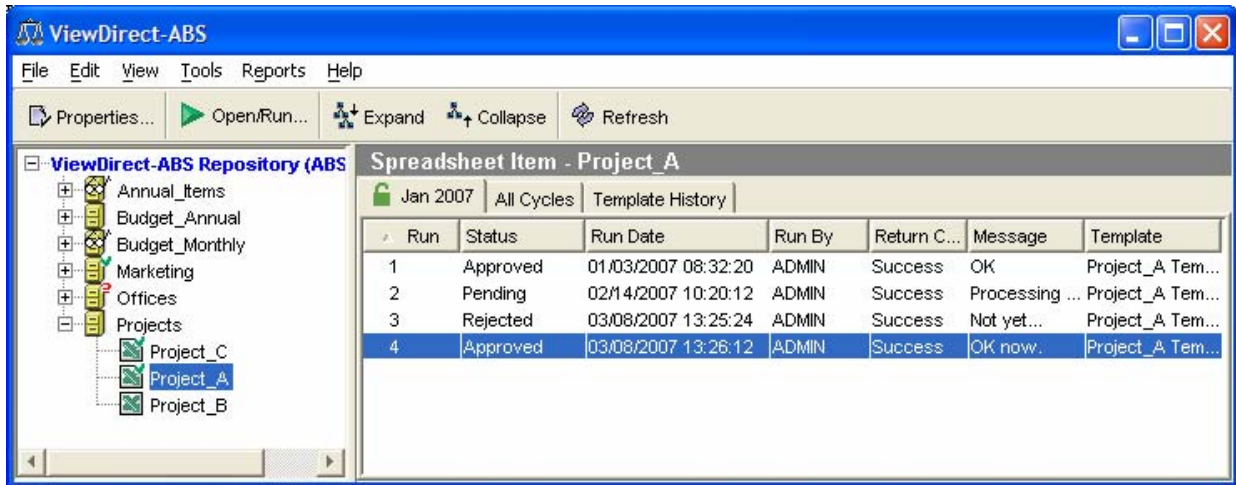 ViewDirect-ABS
File Edit View Tools Reports Help
Properties... Open/Run... Expand Collapse Refresh
ViewDirect-ABS Repository (ABS
Annual_Items
Budget_Annual
Budget_Monthly
Marketing
Offices
Projects
Project_C
Project_A
Project_B
Spreadsheet Item - Project_A
Jan 2007 All Cycles Template History
Run Status Run Date Run By Return C... Message Template
1 Approved 01/03/2007 08:32:20 ADMIN Success OK Project_A Tem...
2 Pending 02/14/2007 10:20:12 ADMIN Success Processing ... Project_A Tem...
3 Rejected 03/08/2007 13:25:24 ADMIN Success Not yet... Project_A Tem...
4 Approved 03/08/2007 13:26:12 ADMIN Success OK now. Project_A Tem...